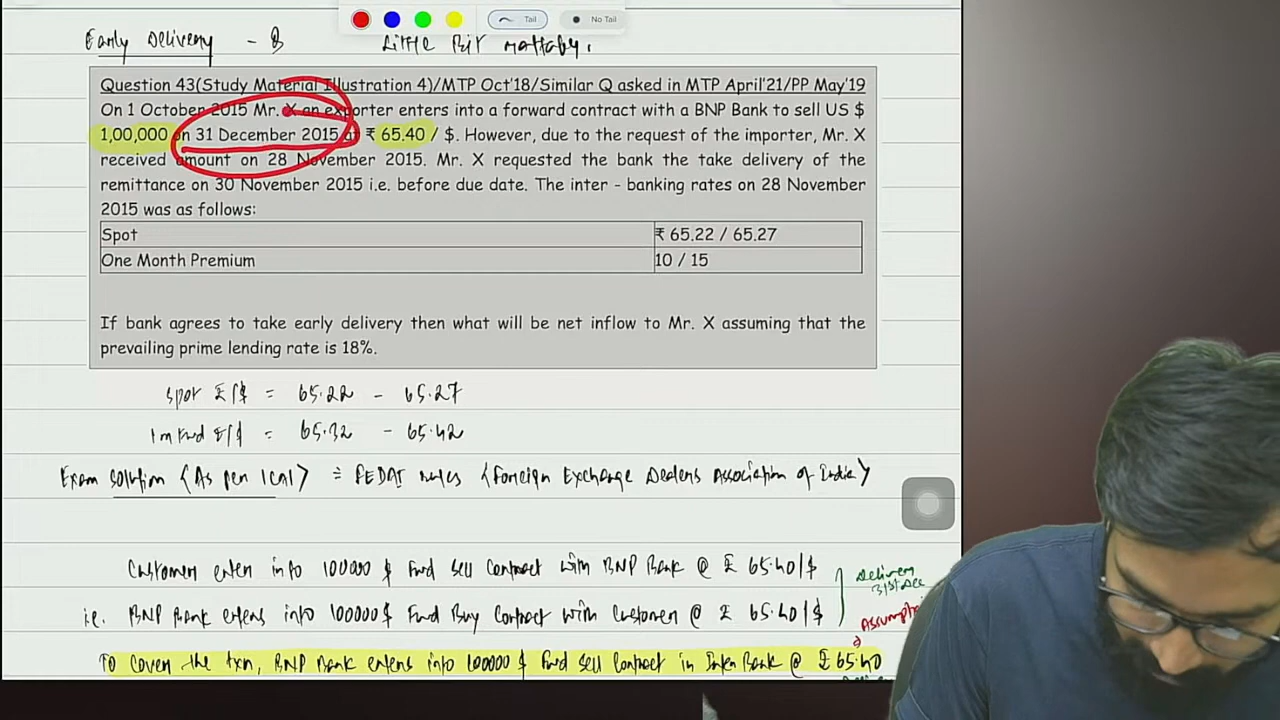 Tail
No Tail
Early Delivery - B Little Bit
Question 43(Study Material Illustration 4)/MTP Oct'18/Similar Q asked in MTP April'21/PP May'19
On 1 October 2015 Mr. X an exporter enters into a forward contract with a BNP Bank to sell US $
1,00,000 on 31 December 2015 at ₹ 65.40 / $. However, due to the request of the importer, Mr. X
received amount on 28 November 2015. Mr. X requested the bank the take delivery of the
remittance on 30 November 2015 i.e. before due date. The inter - banking rates on 28 November
2015 was as follows:
Spot ₹ 65.22 / 65.27
One Month Premium 10 / 15
If bank agrees to take early delivery then what will be net inflow to Mr. X assuming that the
prevailing prime lending rate is 18%.
Spot ₹/$ = 65.22 - 65.27
1m Fwd ₹/$ = 65.32 - 65.42
Exam Solution {As per ICAI} = FEDAI rules {Foreign Exchange Dealers Association of India}
Customer enters into 100000 $ Fwd Sell Contract with BNP Bank @ ₹ 65.40/$
Delivery
31st Dec
i.e. BNP Bank enters into 100000$ Fwd Buy Contract with Customer @ ₹ 65.40/$
To cover the txn, BNP Bank enters into 100000 $ Fwd Sell Contract in Inter Bank @ ₹ 65.40